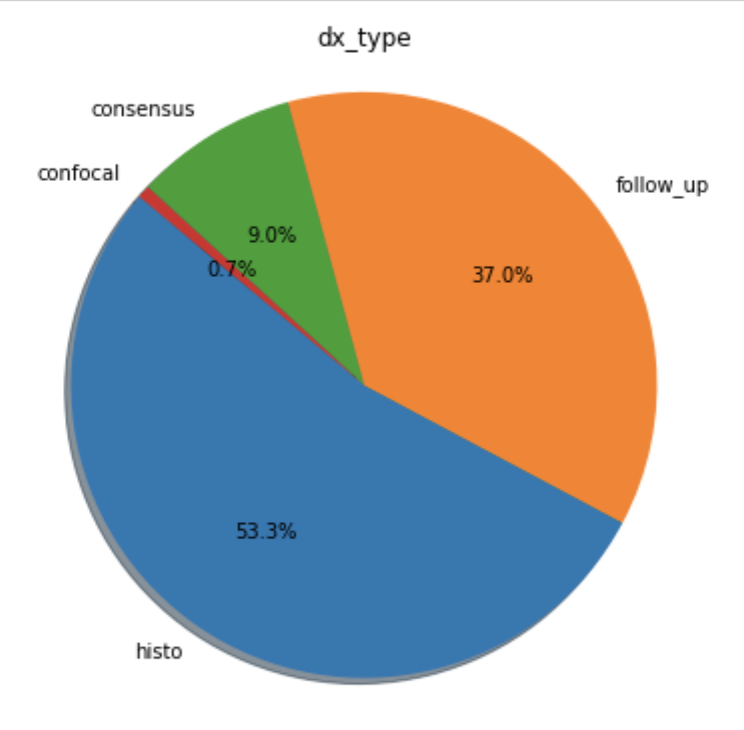 dx_type
consensus
confocal
follow_up
9.0%
0.7%
37.0%
53.3%
histo